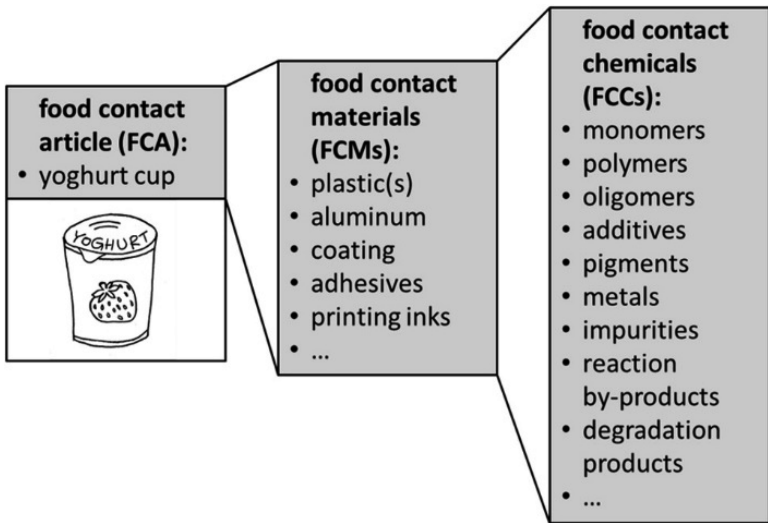 food contact
article (FCA):
• yoghurt cup
YOGHURT
food contact
materials
(FCMs):
• plastic(s)
• aluminum
• coating
• adhesives
• printing inks
• ...
food contact
chemicals
(FCCs):
• monomers
• polymers
• oligomers
• additives
• pigments
• metals
• impurities
• reaction
by-products
• degradation
products
• ...